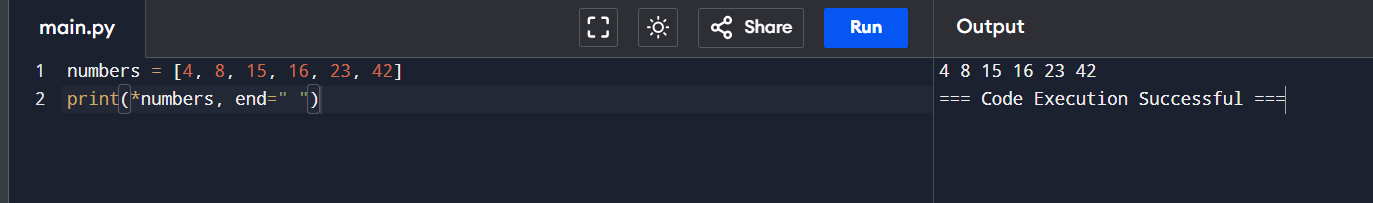 main.py
Share
Run
Output
1 numbers = [4, 8, 15, 16, 23, 42]
2 print(*numbers, end=" ")
4 8 15 16 23 42
=== Code Execution Successful ===